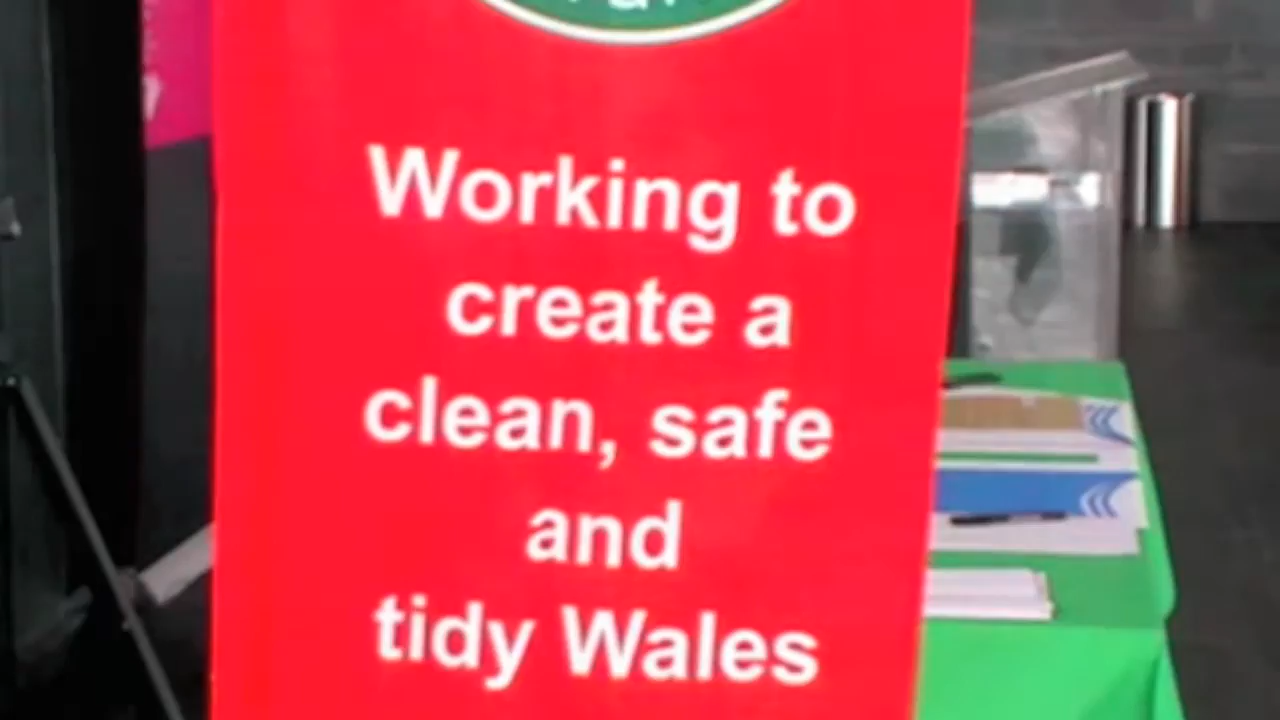 Working to
create a
clean, safe
and
tidy Wales